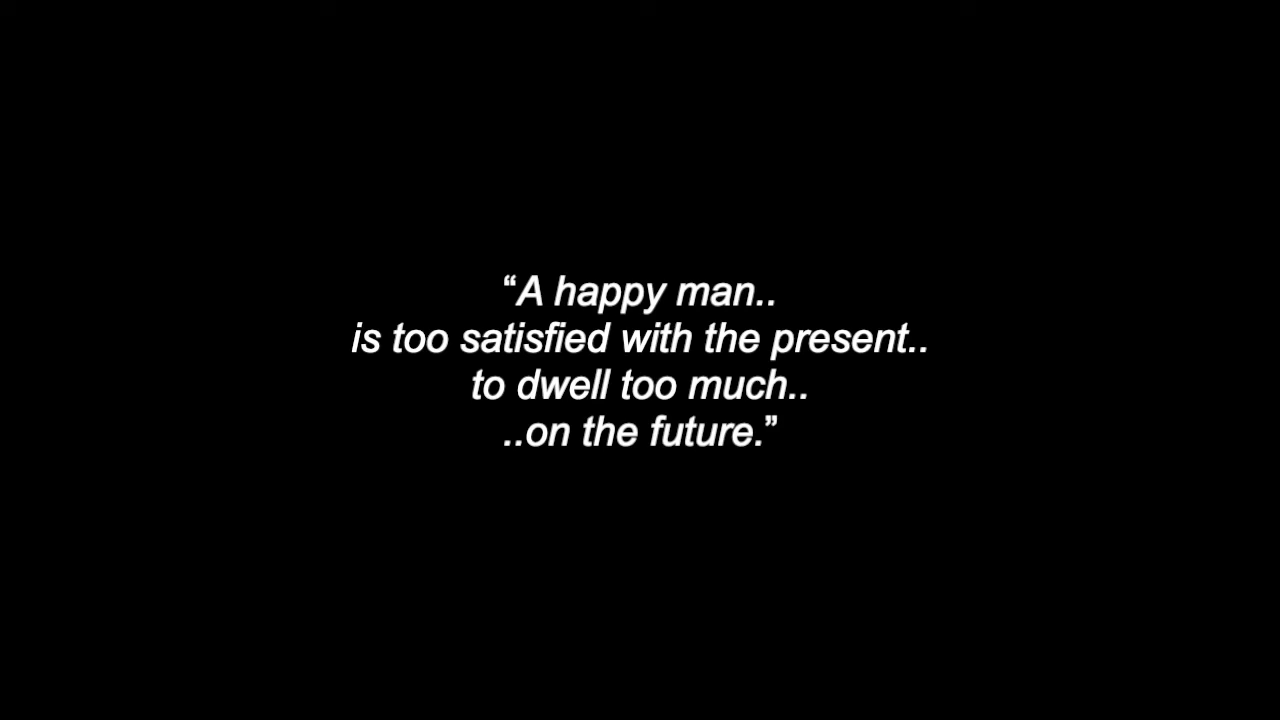 “A happy man..
is too satisfied with the present..
to dwell too much..
..on the future.”